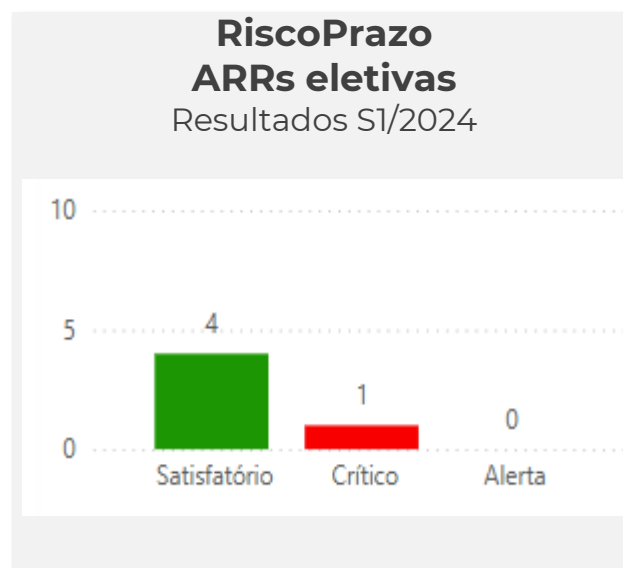 RiscoPrazo
ARRs eletivas
Resultados S1/2024
10
5
4
1
0
0
Satisfatório Crítico Alerta